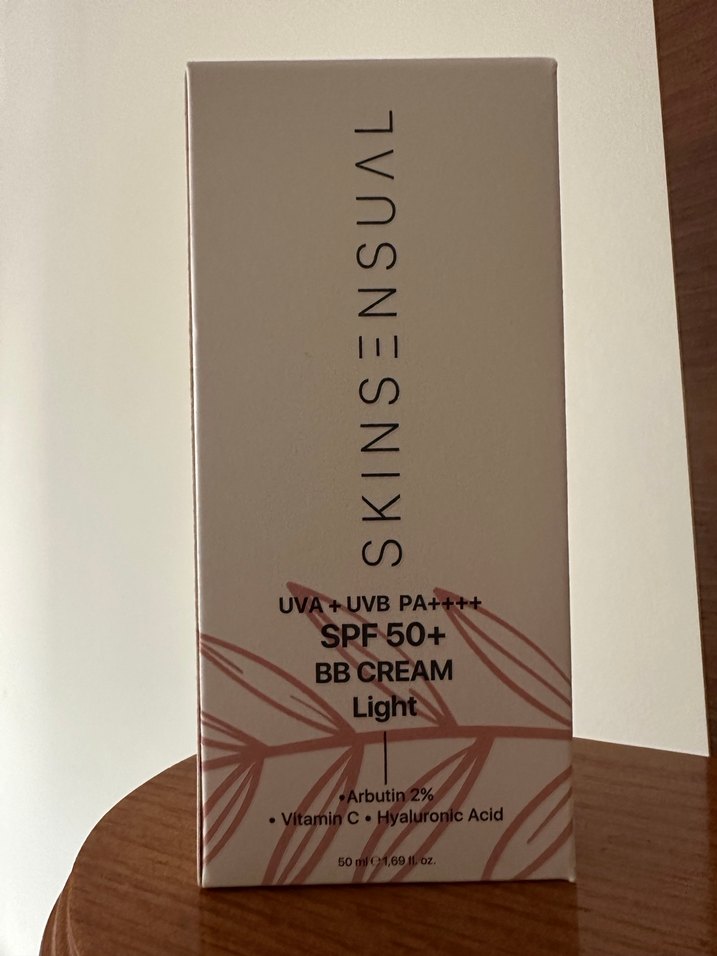 SKINSENSUAL
UVA + UVB PA++++
SPF 50+
BB CREAM
Light
•Arbutin 2%
• Vitamin C • Hyaluronic Acid
50 ml ℮ 1,69 fl. oz.